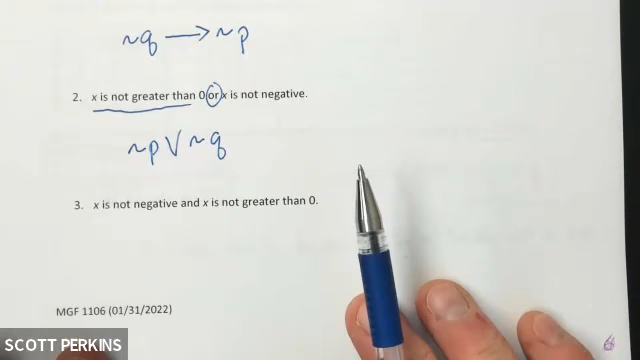 ~q → ~p
2. x is not greater than 0 or x is not negative.
~p V ~q
3. x is not negative and x is not greater than 0.
MGF 1106 (01/31/2022)
SCOTT PERKINS